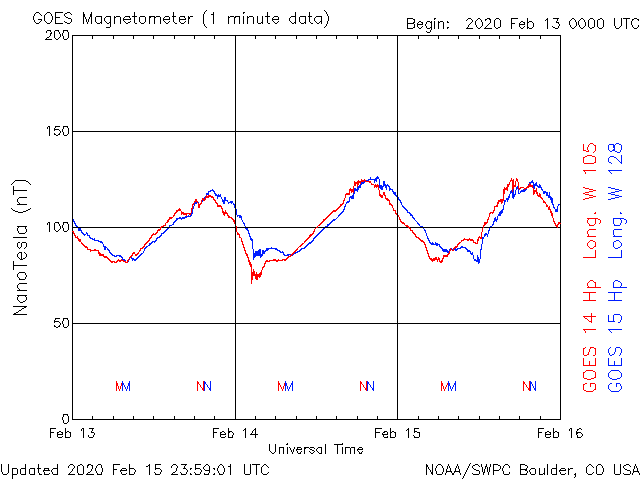 GOES Magnetometer (1 minute data)
Begin: 2020 Feb 13 0000 UTC
200
150
100
50
0
NanoTesla (nT)
M M N N M M N N M M N N
Feb 13 Feb 14 Feb 15 Feb 16
Universal Time
GOES 14 Hp Long. W 105
GOES 15 Hp Long. W 128
Updated 2020 Feb 15 23:59:01 UTC
NOAA/SWPC Boulder, CO USA